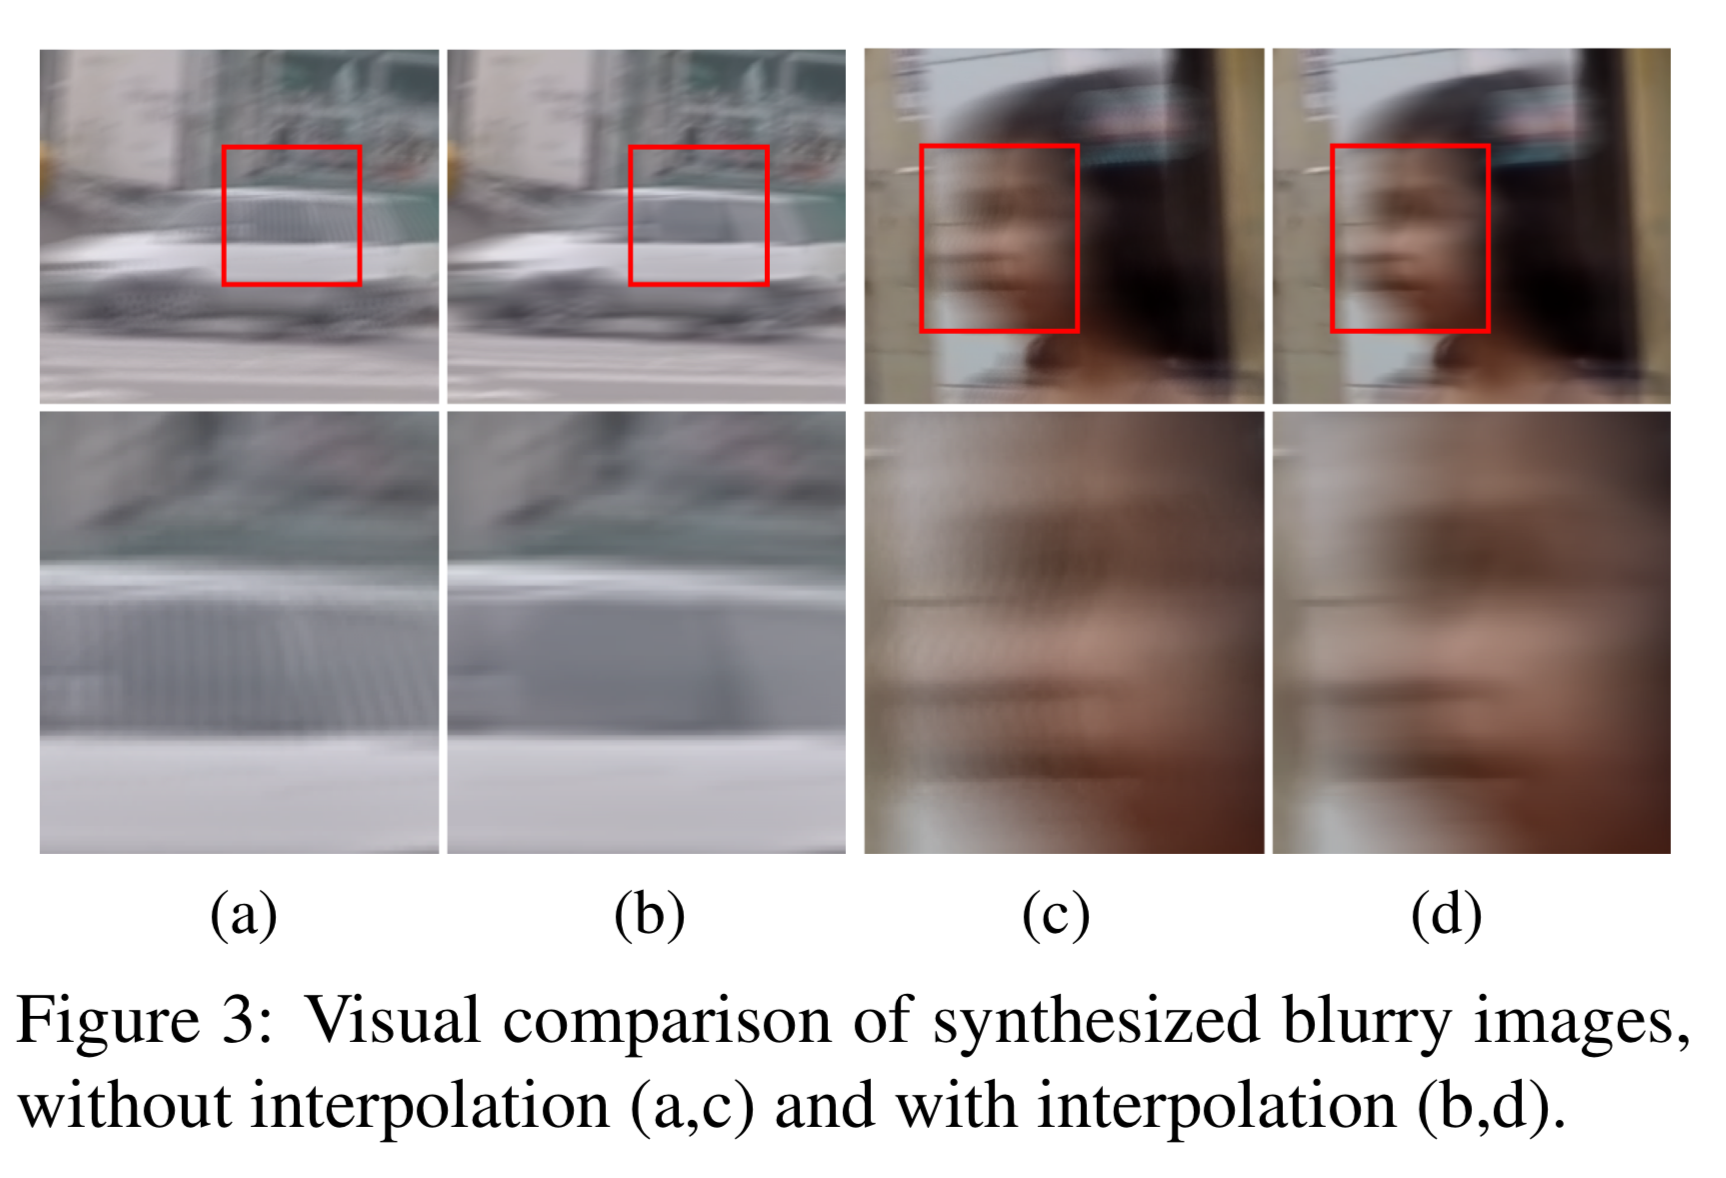 (a) (b) (c) (d)
Figure 3: Visual comparison of synthesized blurry images,
without interpolation (a,c) and with interpolation (b,d).